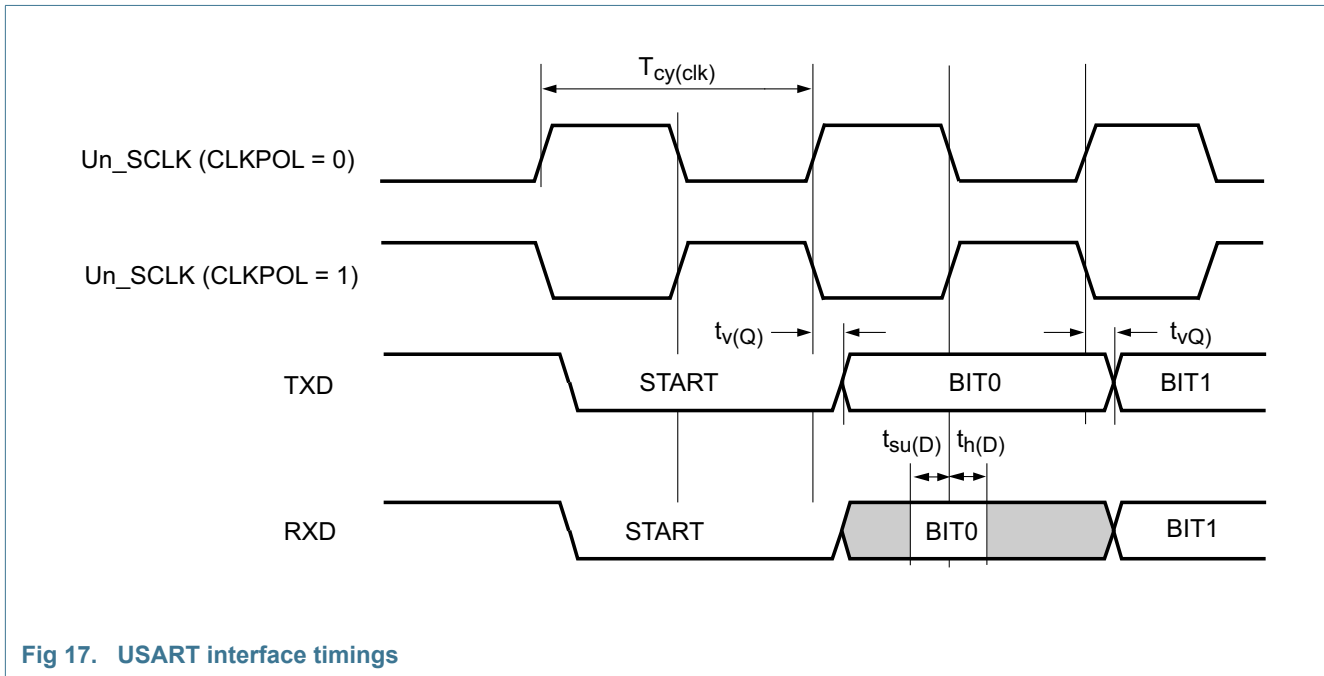 Tcy(clk)
Un_SCLK (CLKPOL = 0)
Un_SCLK (CLKPOL = 1)
tv(Q) tvQ)
TXD START BIT0 BIT1
tsu(D) th(D)
RXD START BIT0 BIT1
Fig 17. USART interface timings